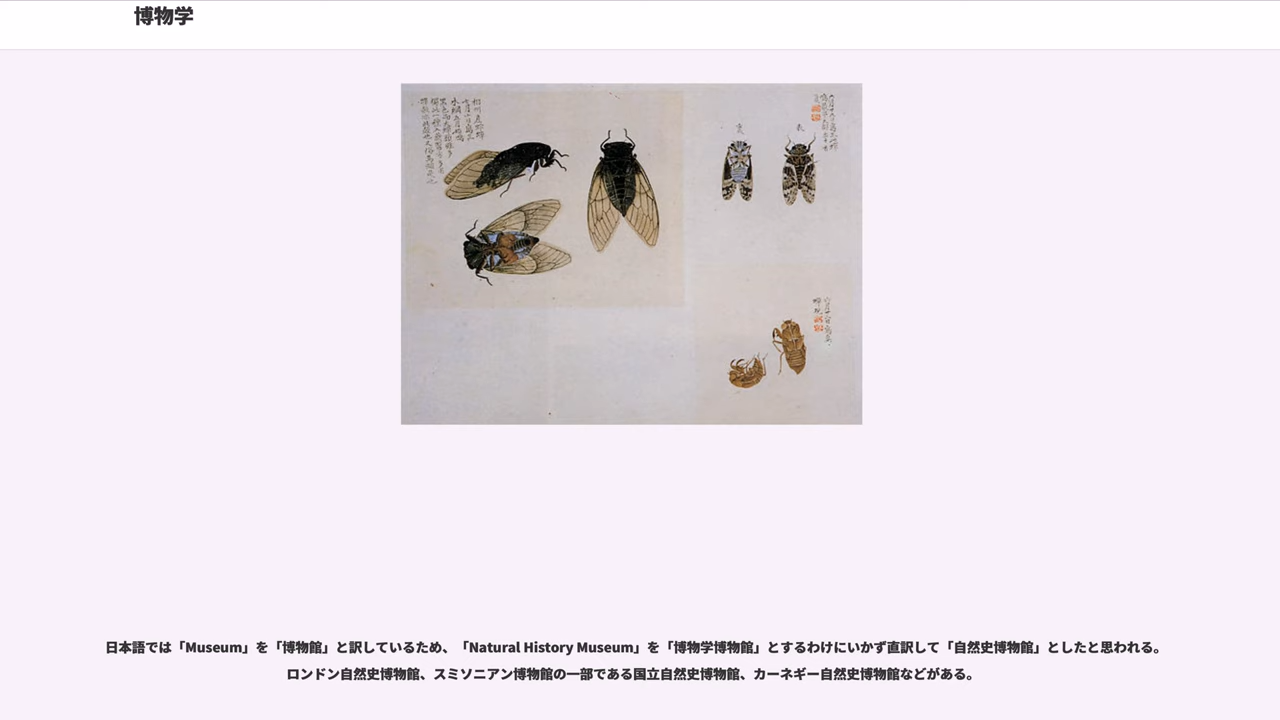 博物学
裏
表
日本語では「Museum」を「博物館」と訳しているため、「Natural History Museum」を「博物学博物館」とするわけにいかず直訳して「自然史博物館」としたと思われる。
ロンドン自然史博物館、スミソニアン博物館の一部である国立自然史博物館、カーネギー自然史博物館などがある。